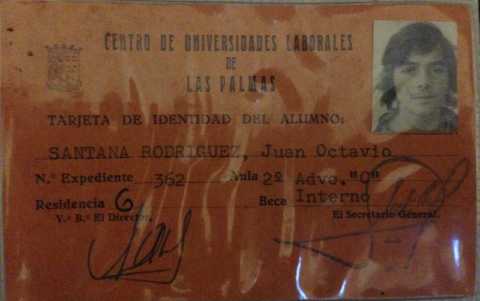 CENTRO DE UNIVERSIDADES LABORALES
DE
LAS PALMAS
TARJETA DE IDENTIDAD DEL ALUMNO:
SANTANA RODRIGUEZ, Juan Octavio
N.º Expediente 362 Aula 2º Advo."C"
Residencia 6 Beca Interno
V.º B.º El Director, El Secretario General,